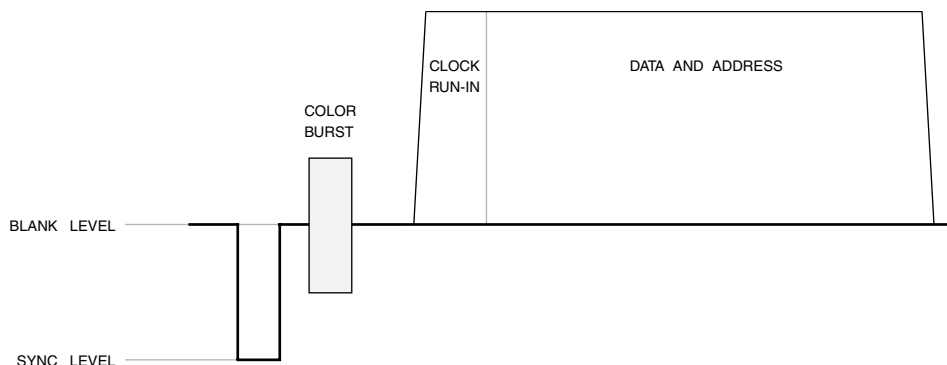 CLOCK
RUN-IN
DATA AND ADDRESS
COLOR
BURST
BLANK LEVEL
SYNC LEVEL